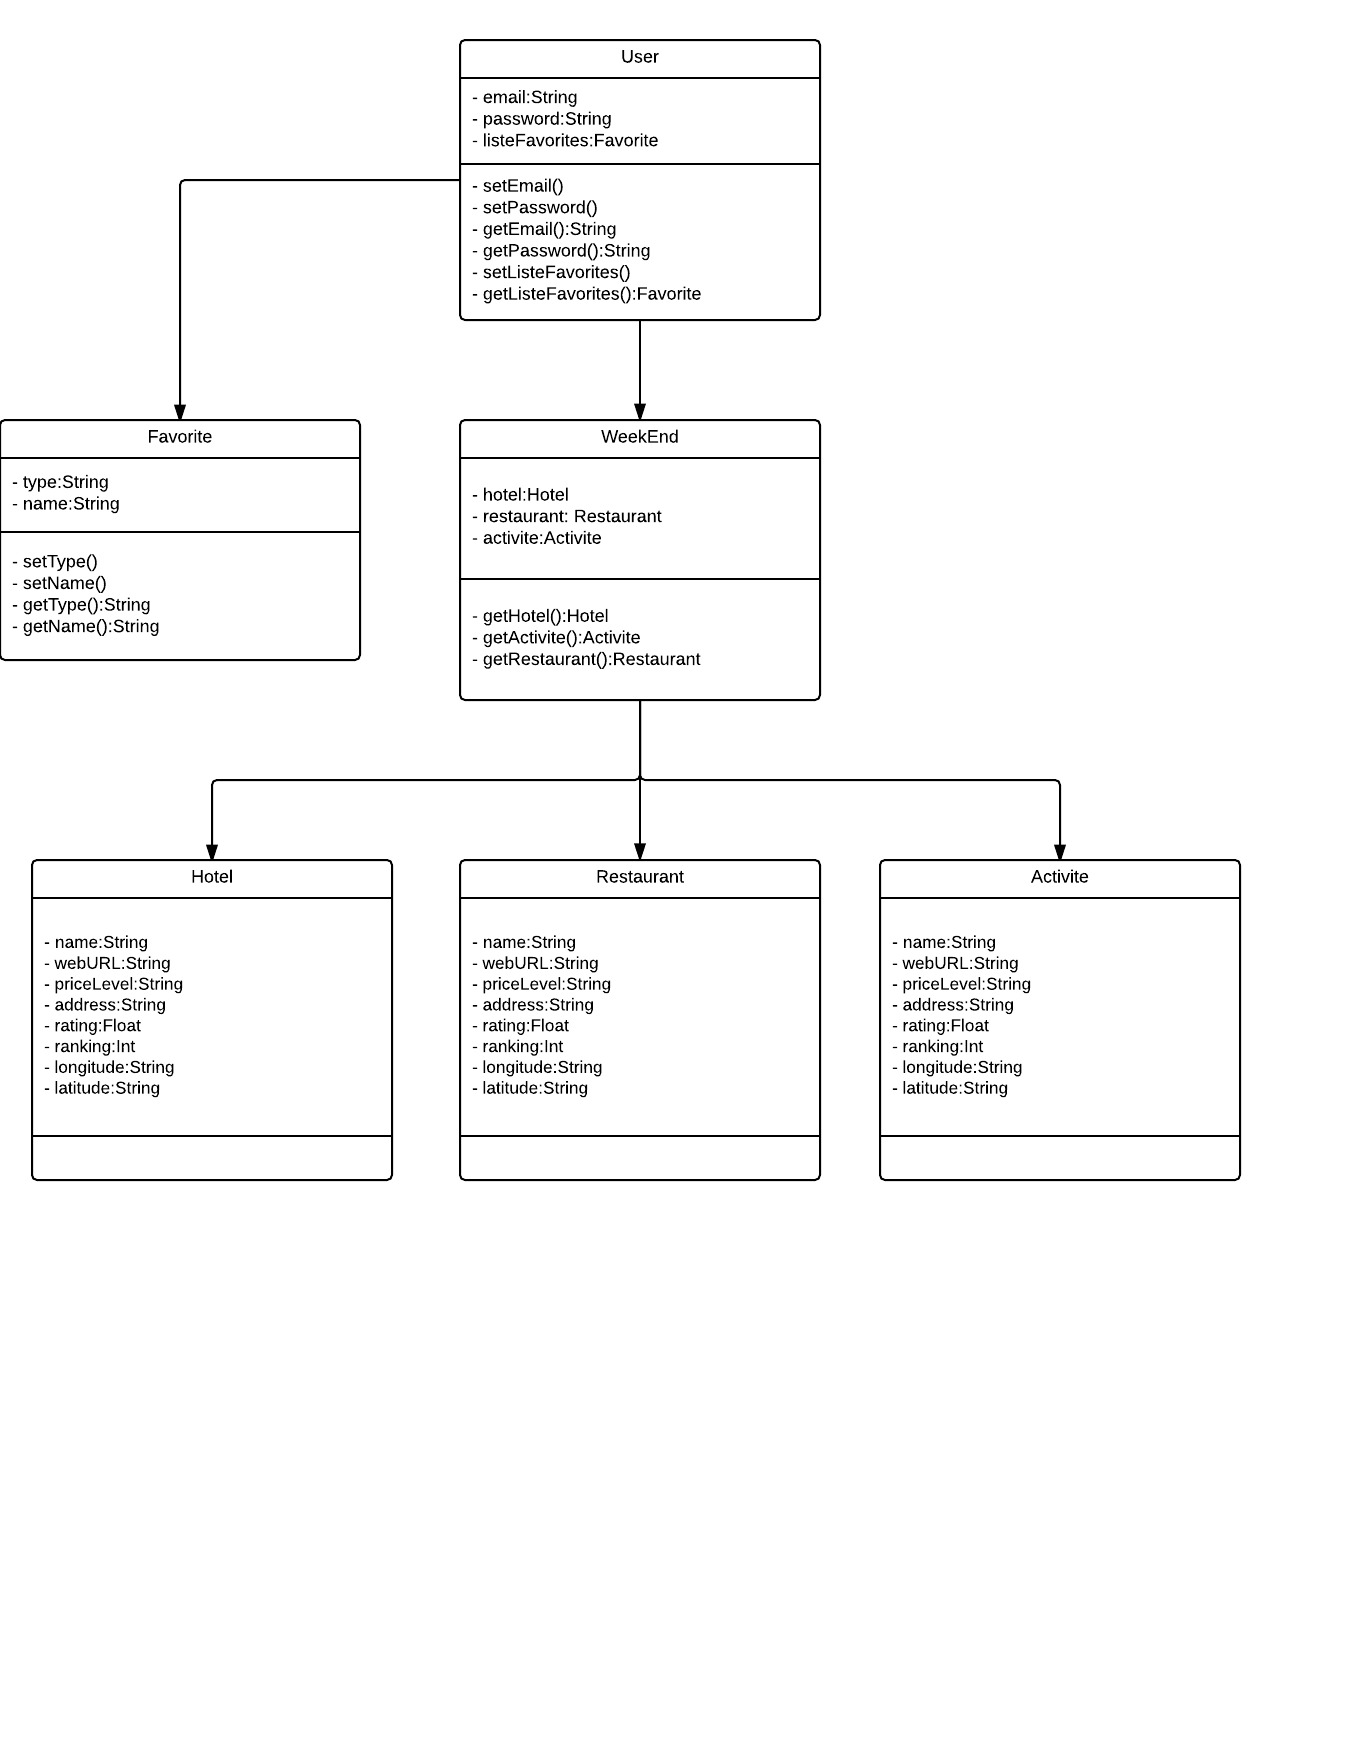 User
- email:String
- password:String
- listeFavorites:Favorite
- setEmail()
- setPassword()
- getEmail():String
- getPassword():String
- setListeFavorites()
- getListeFavorites():Favorite
Favorite
- type:String
- name:String
- setType()
- setName()
- getType():String
- getName():String
WeekEnd
- hotel:Hotel
- restaurant: Restaurant
- activite:Activite
- getHotel():Hotel
- getActivite():Activite
- getRestaurant():Restaurant
Hotel
- name:String
- webURL:String
- priceLevel:String
- address:String
- rating:Float
- ranking:Int
- longitude:String
- latitude:String
Restaurant
- name:String
- webURL:String
- priceLevel:String
- address:String
- rating:Float
- ranking:Int
- longitude:String
- latitude:String
Activite
- name:String
- webURL:String
- priceLevel:String
- address:String
- rating:Float
- ranking:Int
- longitude:String
- latitude:String